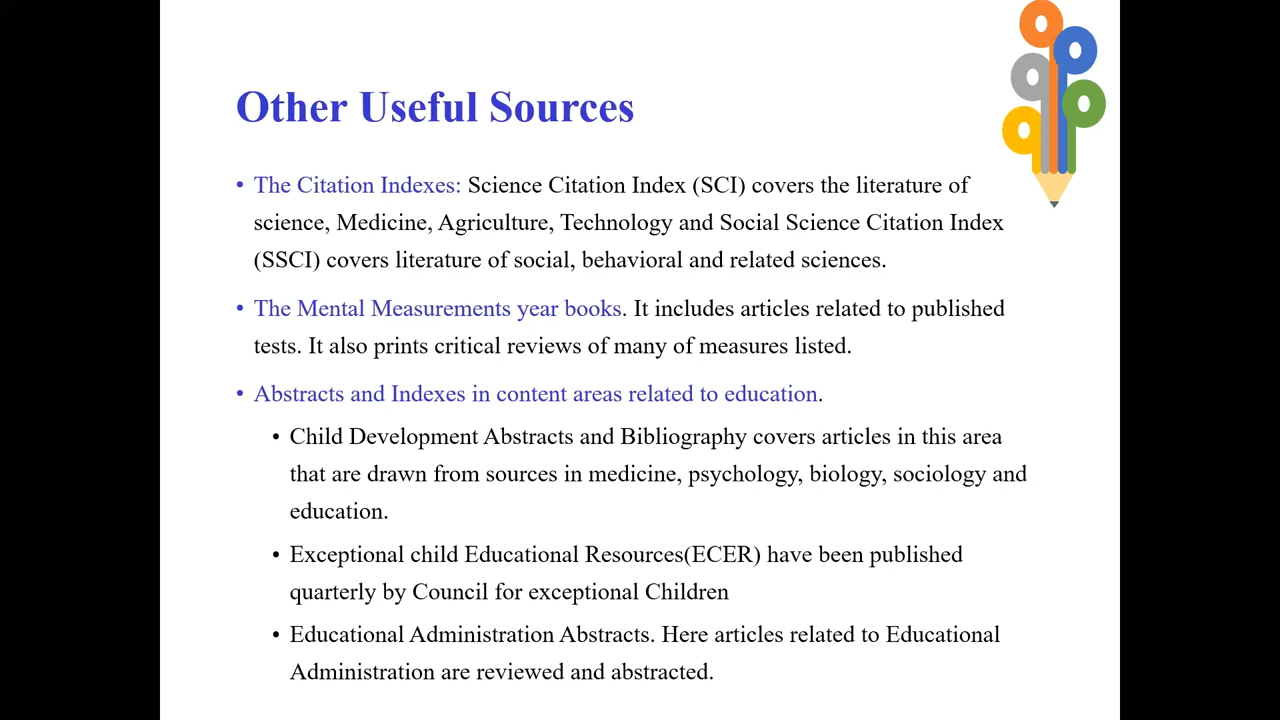 Other Useful Sources
• The Citation Indexes: Science Citation Index (SCI) covers the literature of
science, Medicine, Agriculture, Technology and Social Science Citation Index
(SSCI) covers literature of social, behavioral and related sciences.
• The Mental Measurements year books. It includes articles related to published
tests. It also prints critical reviews of many of measures listed.
• Abstracts and Indexes in content areas related to education.
• Child Development Abstracts and Bibliography covers articles in this area
that are drawn from sources in medicine, psychology, biology, sociology and
education.
• Exceptional child Educational Resources(ECER) have been published
quarterly by Council for exceptional Children
• Educational Administration Abstracts. Here articles related to Educational
Administration are reviewed and abstracted.